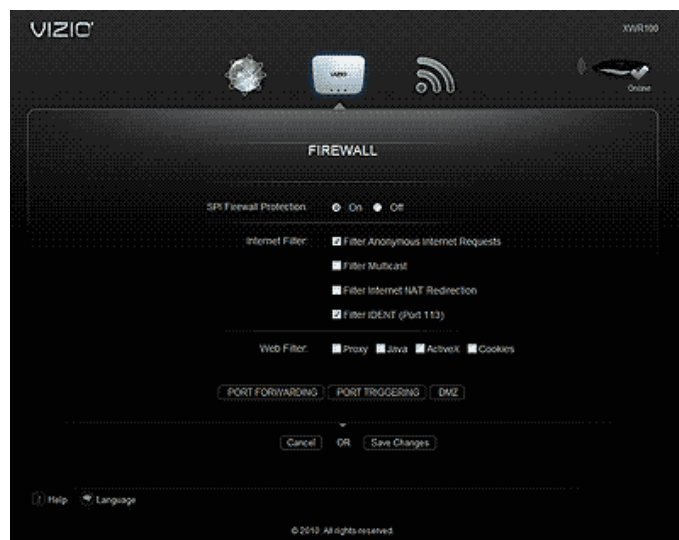 VIZIO
XWR100
VIZIO
Online
FIREWALL
SPI Firewall Protection: On Off
Internet Filter: Filter Anonymous Internet Requests
Filter Multicast
Filter Internet NAT Redirection
Filter IDENT (Port 113)
Web Filter: Proxy Java ActiveX Cookies
PORT FORWARDING PORT TRIGGERING DMZ
Cancel OR Save Changes
? Help Language
© 2010 All rights reserved.